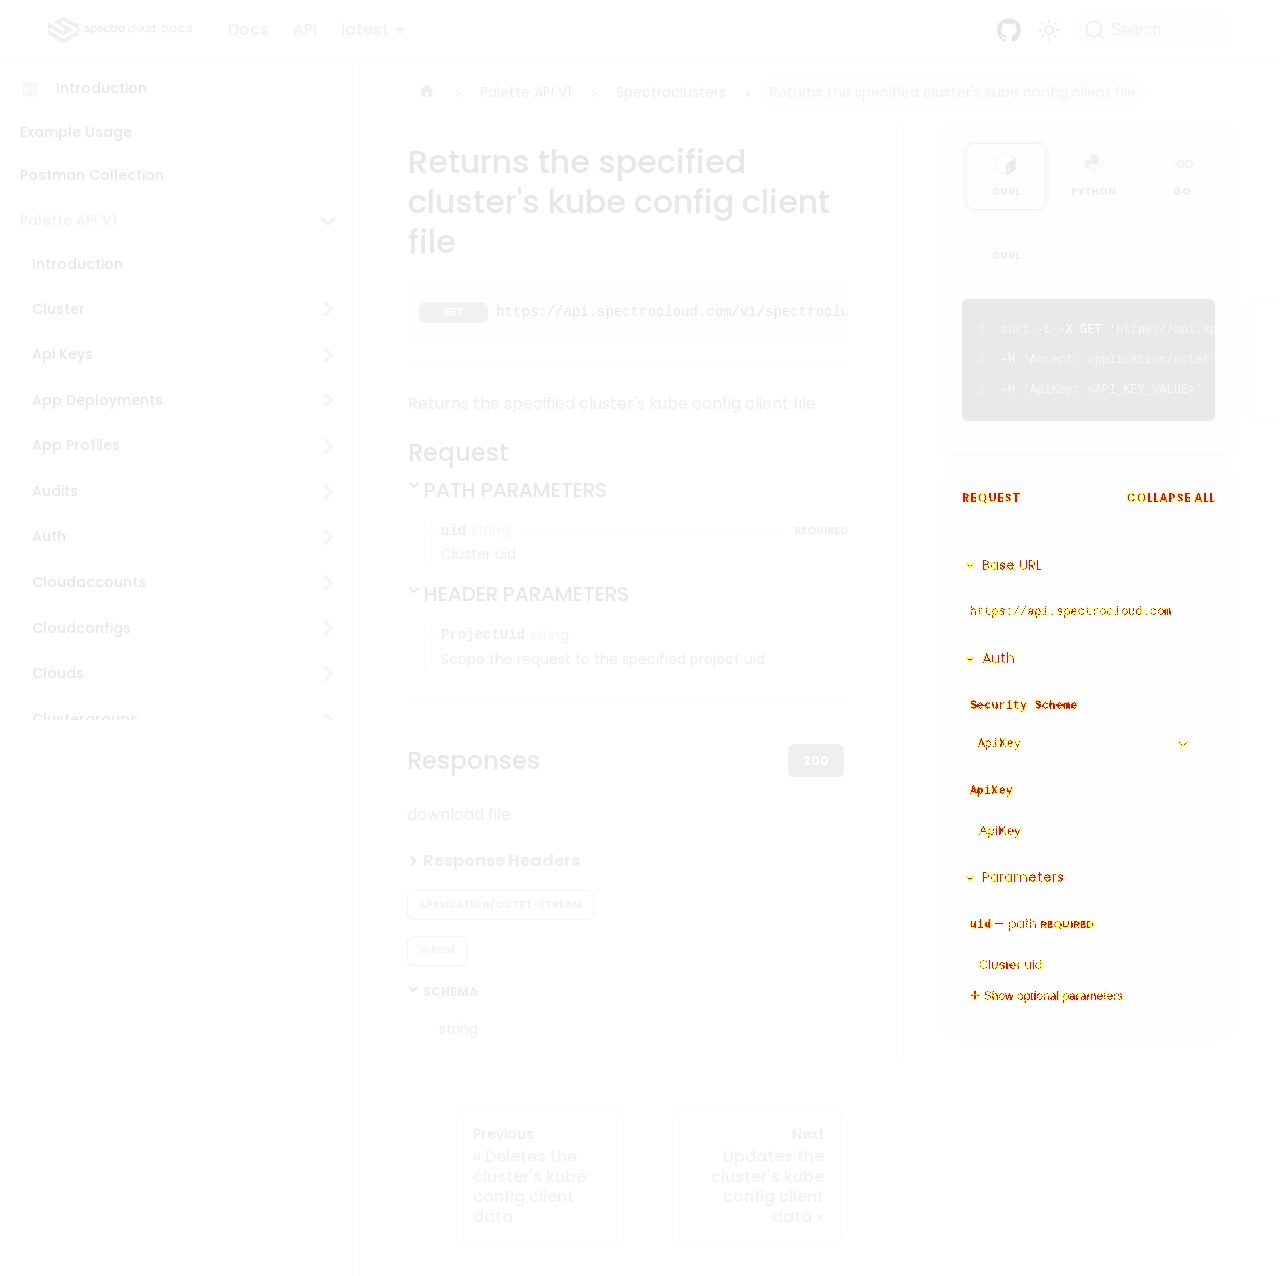 spectro cloud DOCS
Docs
API
latest
Search
Introduction
Example Usage
Postman Collection
Palette API V1
Introduction
Cluster
Api Keys
App Deployments
App Profiles
Audits
Auth
Cloudaccounts
Cloudconfigs
Clouds
Clustergroups
Palette API V1
Spectroclusters
Returns the specified cluster's kube config client file
Returns the specified
cluster's kube config client
file
GET https://api.spectrocloud.com/v1/spectroclu
Returns the specified cluster's kube config client file
Request
PATH PARAMETERS
uid string REQUIRED
Cluster uid
HEADER PARAMETERS
ProjectUid string
Scope the request to the specified project uid
Responses
200
download file
Response Headers
APPLICATION/OCTET-STREAM
Schema
SCHEMA
string
Previous
« Deletes the
cluster's kube
config client
data
Next
Updates the
cluster's kube
config client
data »
CURL
PYTHON
GO
CURL
1 curl -L -X GET 'https://api.sp
2 -H 'Accept: application/octet-
3 -H 'ApiKey: <API_KEY_VALUE>'
REQUEST
COLLAPSE ALL
Base URL
https://api.spectrocloud.com
Auth
Security Scheme
ApiKey
ApiKey
ApiKey
Parameters
uid — path REQUIRED
Cluster uid
Show optional parameters